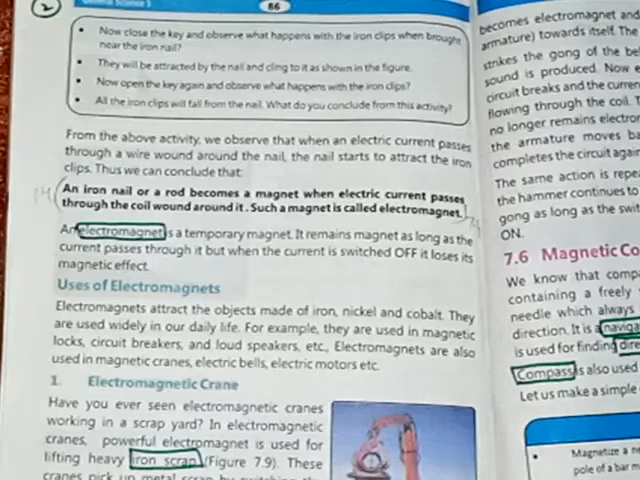 2
General Science 5
86
• Now close the key and observe what happens with the iron clips when brought
near the iron nail?
• They will be attracted by the nail and cling to it as shown in the figure.
• Now open the key again and observe what happens with the iron clips?
• All the iron clips will fall from the nail. What do you conclude from this activity?
From the above activity, we observe that when an electric current passes
through a wire wound around the nail, the nail starts to attract the iron
clips. Thus we can conclude that:
An iron nail or a rod becomes a magnet when electric current passes
through the coil wound around it. Such a magnet is called electromagnet.
An electromagnet is a temporary magnet. It remains magnet as long as the
current passes through it but when the current is switched OFF it loses its
magnetic effect.
Uses of Electromagnets
Electromagnets attract the objects made of iron, nickel and cobalt. They
are used widely in our daily life. For example, they are used in magnetic
locks, circuit breakers, and loud speakers, etc., Electromagnets are also
used in magnetic cranes, electric bells, electric motors etc.
1. Electromagnetic Crane
Have you ever seen electromagnetic cranes
working in a scrap yard? In electromagnetic
cranes, powerful electromagnet is used for
lifting heavy iron scrap (Figure 7.9). These
cranes pick up metal scrap by switching the
becomes electromagnet and
armature) towards itself. The
strikes the gong of the bel
sound is produced. Now e
circuit breaks and the curren
flowing through the coil. T
no longer remains electrom
the armature moves ba
completes the circuit again
The same action is repea
the hammer continues to
gong as long as the swit
ON.
7.6 Magnetic Co
We know that compa
containing a freely
needle which always
direction. It is a naviga
is used for finding dire
Compass is also used
Let us make a simple
• Magnetize a ne
pole of a bar m